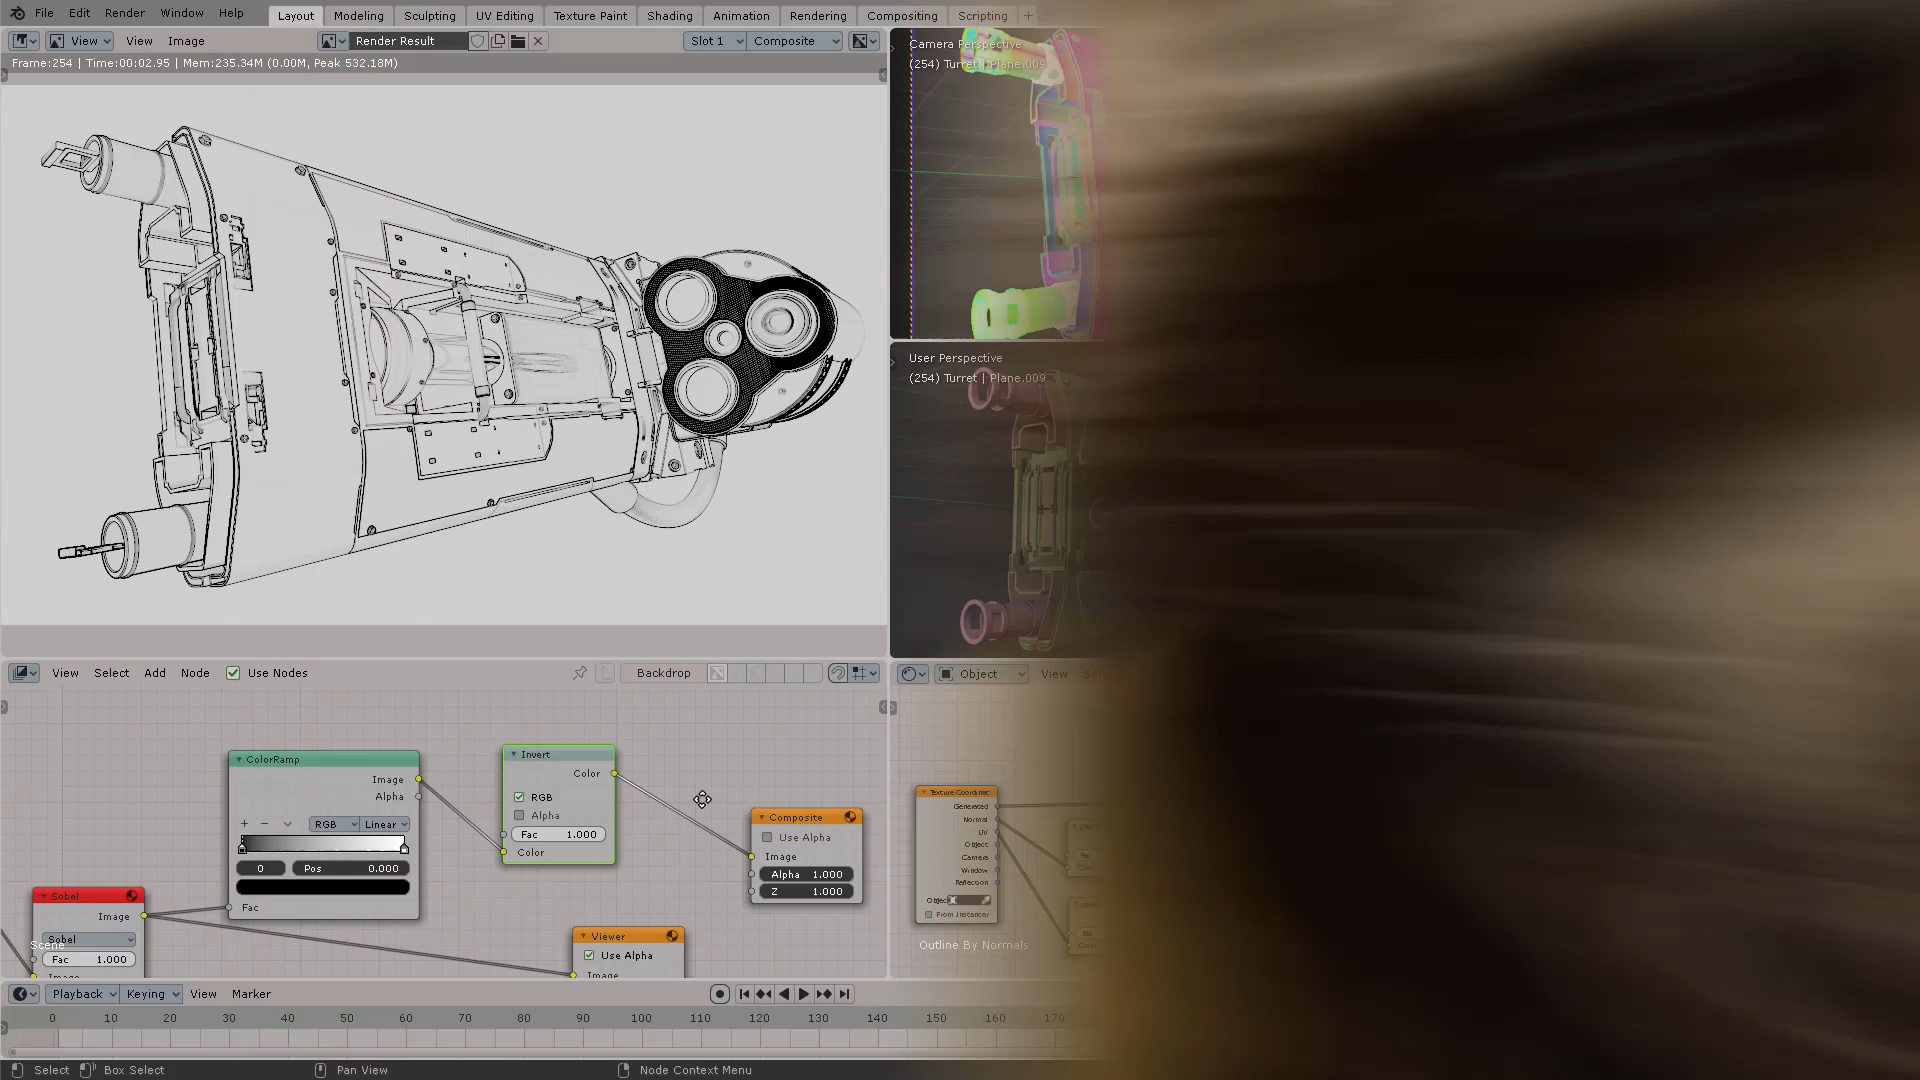 File Edit Render Window Help Layout Modeling Sculpting UV Editing Texture Paint Shading Animation Rendering Compositing Scripting +
View View Image Render Result Slot 1 Composite
Frame:254 | Time:00:02.95 | Mem:235.34M (0.00M, Peak 532.18M)
Camera Perspective
(254) Turret | Plane.009
User Perspective
(254) Turret | Plane.009
View Select Add Node Use Nodes Backdrop
Object View
ColorRamp
Image
Alpha
RGB Linear
0 Pos 0.000
Fac
Invert
Color
RGB
Alpha
Fac 1.000
Color
Composite
Use Alpha
Image
Alpha 1.000
Z 1.000
Sobel
Image
Sobel
Scene
Fac 1.000
Image
Viewer
Use Alpha
Image
Texture Coordinat
Generated
Normal
UV
Object
Camera
Window
Reflection
Objec
From Instancer
Outline By Normals
Playback Keying View Marker
0 10 20 30 40 50 60 70 80 90 100 110 120 130 140 150 160 170
Select Box Select Pan View Node Context Menu